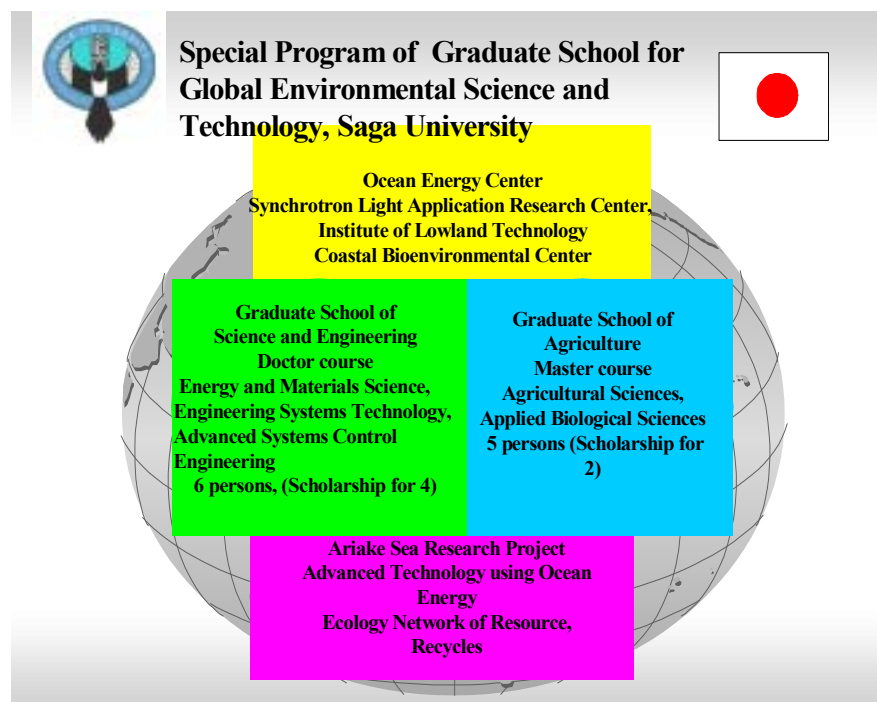 Special Program of Graduate School for
Global Environmental Science and
Technology, Saga University
Ocean Energy Center
Synchrotron Light Application Research Center,
Institute of Lowland Technology
Coastal Bioenvironmental Center
Graduate School of
Science and Engineering
Doctor course
Energy and Materials Science,
Engineering Systems Technology,
Advanced Systems Control
Engineering
6 persons, (Scholarship for 4)
Graduate School of
Agriculture
Master course
Agricultural Sciences,
Applied Biological Sciences
5 persons (Scholarship for
2)
Ariake Sea Research Project
Advanced Technology using Ocean
Energy
Ecology Network of Resource,
Recycles